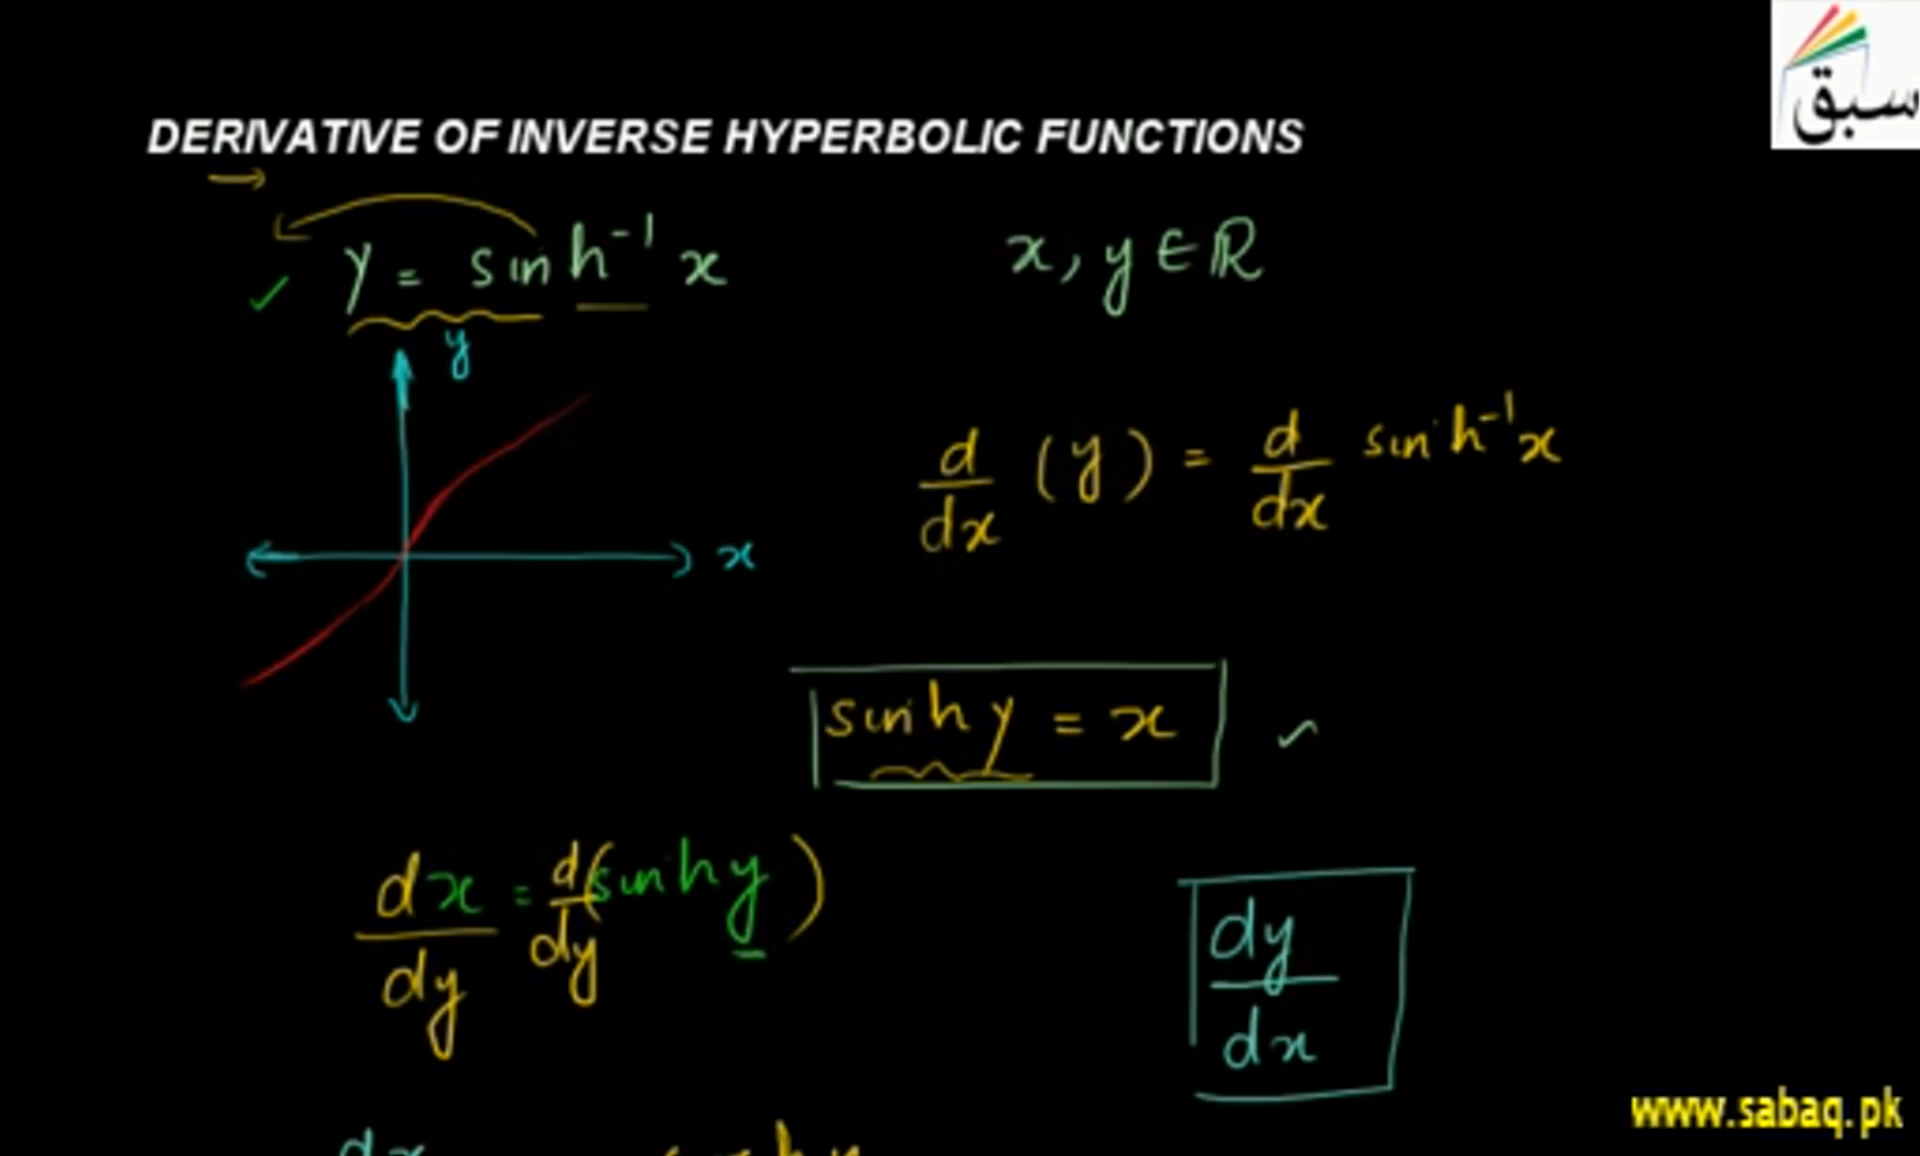 سبق
DERIVATIVE OF INVERSE HYPERBOLIC FUNCTIONS
y = sinh⁻¹ x
x, y ∈ ℝ
y
x
d/dx (y) = d/dx sinh⁻¹x
sinh y = x
dx/dy = d/dy (sinh y)
dy/dx
www.sabaq.pk